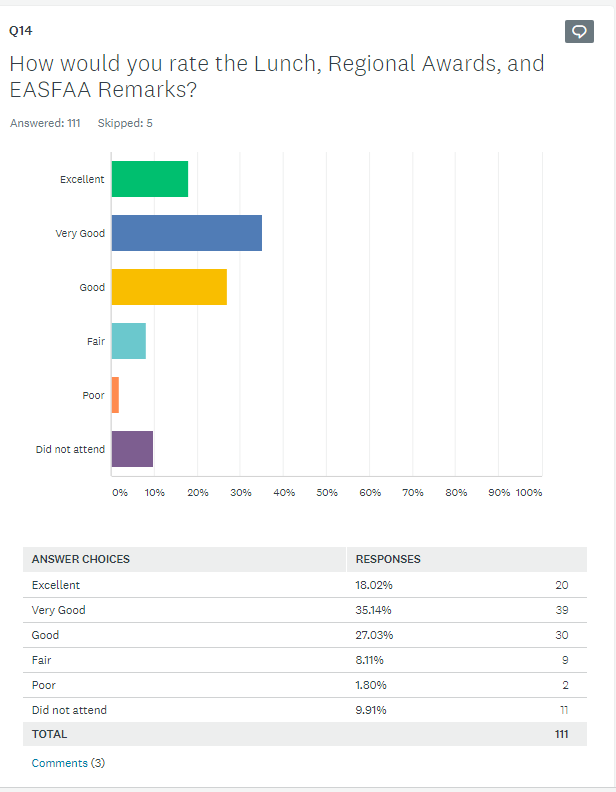 Q14
How would you rate the Lunch, Regional Awards, and
EASFAA Remarks?
Answered: 111 Skipped: 5
Excellent
Very Good
Good
Fair
Poor
Did not attend
0% 10% 20% 30% 40% 50% 60% 70% 80% 90% 100%
ANSWER CHOICES RESPONSES
Excellent 18.02% 20
Very Good 35.14% 39
Good 27.03% 30
Fair 8.11% 9
Poor 1.80% 2
Did not attend 9.91% 11
TOTAL 111
Comments (3)